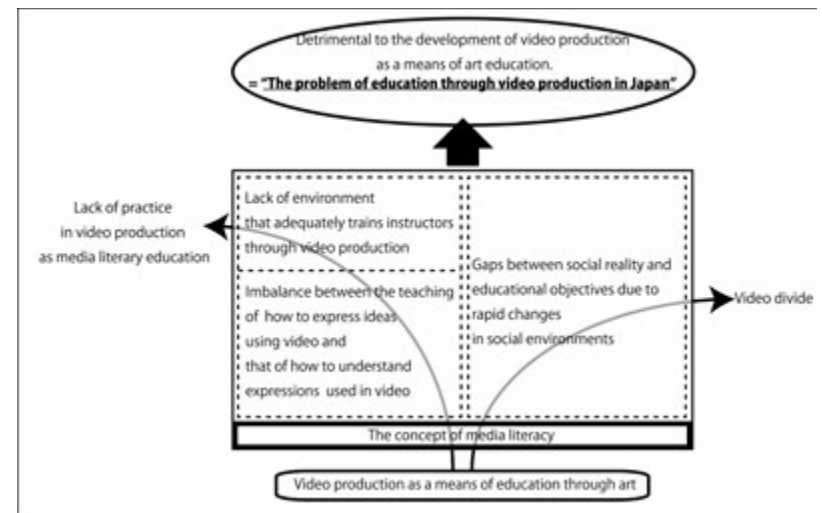 Detrimental to the development of video production
as a means of art education.
= "The problem of education through video production in Japan"
Lack of practice
in video production
as media literary education
Lack of environment
that adequately trains instructors
through video production
Imbalance between the teaching
of how to express ideas
using video and
that of how to understand
expressions used in video
Gaps between social reality and
educational objectives due to
rapid changes
in social environments
Video divide
The concept of media literacy
Video production as a means of education through art